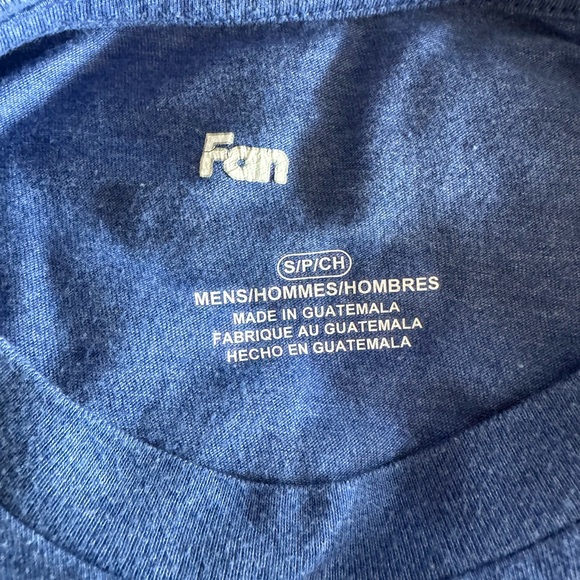 Fan
S/P/CH
MENS/HOMMES/HOMBRES
MADE IN GUATEMALA
FABRIQUE AU GUATEMALA
HECHO EN GUATEMALA